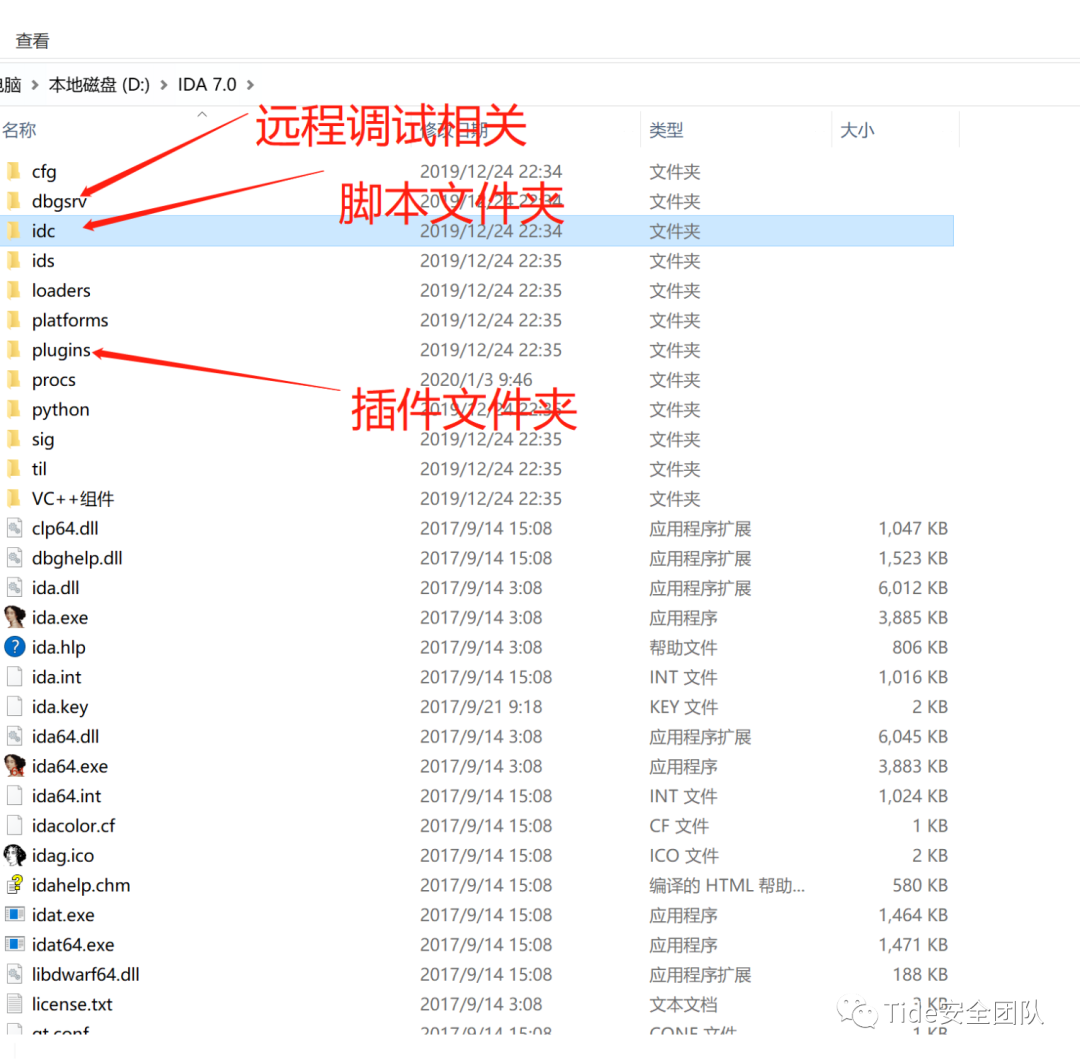 查看
电脑 > 本地磁盘 (D:) > IDA 7.0 >
远程调试相关
名称 修改日期 类型 大小
cfg 2019/12/24 22:34 文件夹
脚本文件夹
dbgsrv 2019/12/24 22:34 文件夹
idc 2019/12/24 22:34 文件夹
ids 2019/12/24 22:35 文件夹
loaders 2019/12/24 22:35 文件夹
platforms 2019/12/24 22:35 文件夹
plugins 2019/12/24 22:35 文件夹
procs 2020/1/3 9:46 文件夹
插件文件夹
python 2019/12/24 22:35 文件夹
sig 2019/12/24 22:35 文件夹
til 2019/12/24 22:35 文件夹
VC++组件 2019/12/24 22:35 文件夹
clp64.dll 2017/9/14 15:08 应用程序扩展 1,047 KB
dbghelp.dll 2017/9/14 15:08 应用程序扩展 1,523 KB
ida.dll 2017/9/14 3:08 应用程序扩展 6,012 KB
ida.exe 2017/9/14 3:08 应用程序 3,885 KB
ida.hlp 2017/9/14 3:08 帮助文件 806 KB
ida.int 2017/9/14 15:08 INT 文件 1,016 KB
ida.key 2017/9/21 9:18 KEY 文件 2 KB
ida64.dll 2017/9/14 3:08 应用程序扩展 6,045 KB
ida64.exe 2017/9/14 3:08 应用程序 3,883 KB
ida64.int 2017/9/14 15:08 INT 文件 1,024 KB
idacolor.cf 2017/9/14 15:08 CF 文件 1 KB
idag.ico 2017/9/14 15:08 ICO 文件 2 KB
idahelp.chm 2017/9/14 15:08 编译的 HTML 帮助... 580 KB
idat.exe 2017/9/14 15:08 应用程序 1,464 KB
idat64.exe 2017/9/14 15:08 应用程序 1,471 KB
libdwarf64.dll 2017/9/14 15:08 应用程序扩展 188 KB
license.txt 2017/9/14 3:08 文本文档 KB
Tide安全团队
qt.conf 2017/9/14 15:08 CONF 文件 1 KB